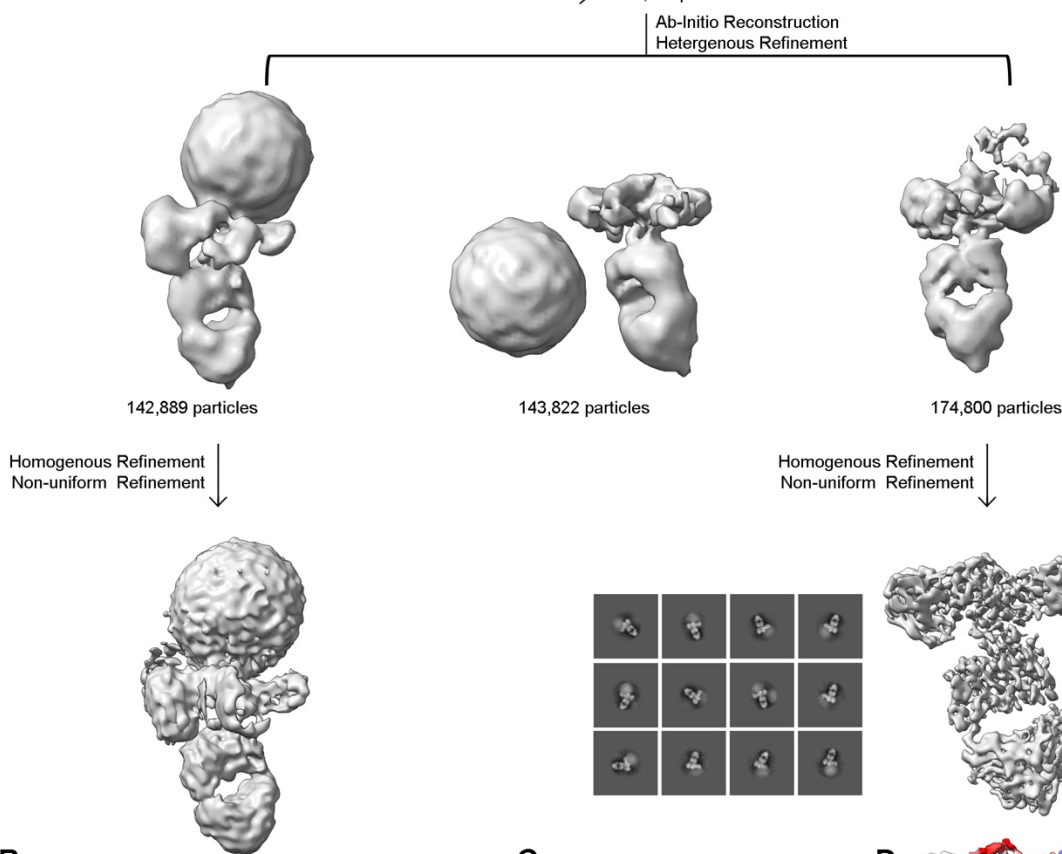 Ab-Initio Reconstruction
Hetergenous Refinement
142,889 particles
143,822 particles
174,800 particles
Homogenous Refinement
Non-uniform Refinement
Homogenous Refinement
Non-uniform Refinement